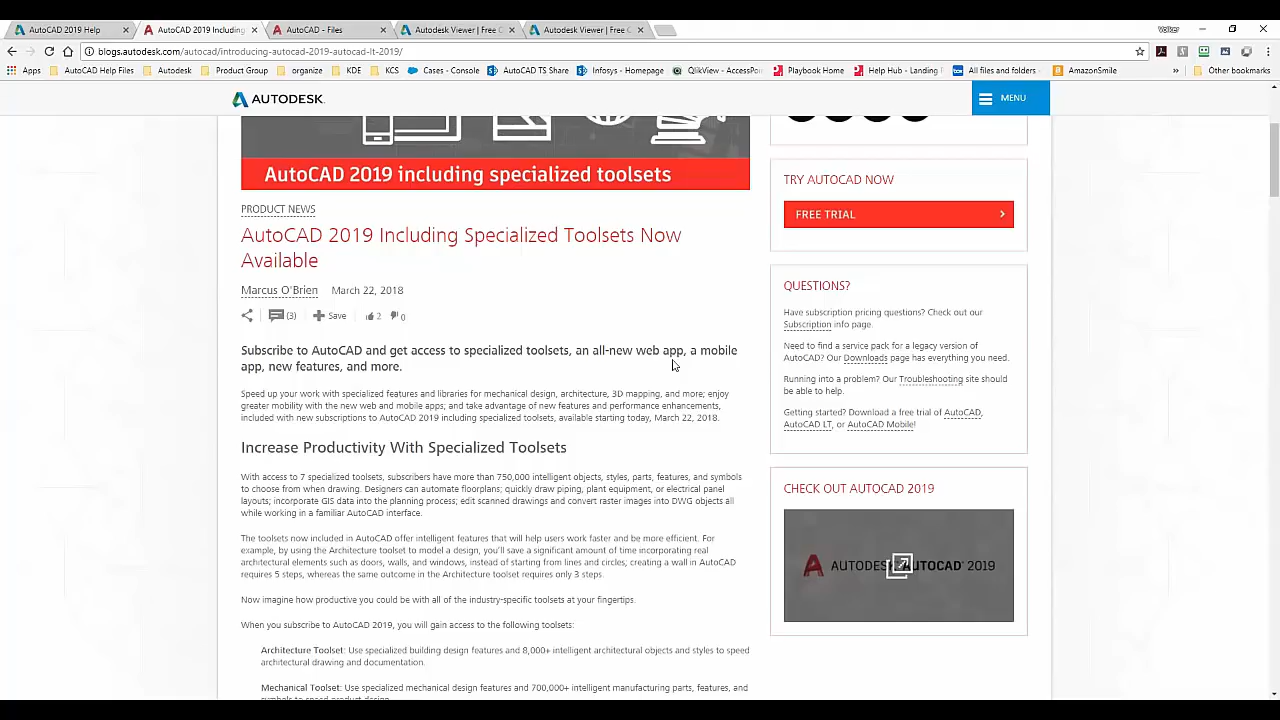 AutoCAD 2019 Help
AutoCAD 2019 Including
AutoCAD - Files
Autodesk Viewer | Free C
Autodesk Viewer | Free C
Volker
blogs.autodesk.com/autocad/introducing-autocad-2019-autocad-lt-2019/
Apps
AutoCAD Help Files
Autodesk
Product Group
organize
KDE
KCS
Cases - Console
AutoCAD TS Share
Infosys - Homepage
QlikView - AccessPoi
Playbook Home
Help Hub - Landing
All files and folders
AmazonSmile
»
Other bookmarks
AUTODESK.
MENU
AutoCAD 2019 including specialized toolsets
PRODUCT NEWS
AutoCAD 2019 Including Specialized Toolsets Now
Available
Marcus O'Brien March 22, 2018
(3) Save 2 0
Subscribe to AutoCAD and get access to specialized toolsets, an all-new web app, a mobile
app, new features, and more.
Speed up your work with specialized features and libraries for mechanical design, architecture, 3D mapping, and more; enjoy
greater mobility with the new web and mobile apps; and take advantage of new features and performance enhancements,
included with new subscriptions to AutoCAD 2019 including specialized toolsets, available starting today, March 22, 2018.
Increase Productivity With Specialized Toolsets
With access to 7 specialized toolsets, subscribers have more than 750,000 intelligent objects, styles, parts, features, and symbols
to choose from when drawing. Designers can automate floorplans; quickly draw piping, plant equipment, or electrical panel
layouts; incorporate GIS data into the planning process; edit scanned drawings and convert raster images into DWG objects all
while working in a familiar AutoCAD interface.
The toolsets now included in AutoCAD offer intelligent features that will help users work faster and be more efficient. For
example, by using the Architecture toolset to model a design, you'll save a significant amount of time incorporating real
architectural elements such as doors, walls, and windows, instead of starting from lines and circles; creating a wall in AutoCAD
requires 5 steps, whereas the same outcome in the Architecture toolset requires only 3 steps.
Now imagine how productive you could be with all of the industry-specific toolsets at your fingertips.
When you subscribe to AutoCAD 2019, you will gain access to the following toolsets:
Architecture Toolset: Use specialized building design features and 8,000+ intelligent architectural objects and styles to speed
architectural drawing and documentation.
Mechanical Toolset: Use specialized mechanical design features and 700,000+ intelligent manufacturing parts, features, and
symbols to speed product design.
TRY AUTOCAD NOW
FREE TRIAL
QUESTIONS?
Have subscription pricing questions? Check out our
Subscription info page.
Need to find a service pack for a legacy version of
AutoCAD? Our Downloads page has everything you need.
Running into a problem? Our Troubleshooting site should
be able to help.
Getting started? Download a free trial of AutoCAD,
AutoCAD LT, or AutoCAD Mobile!
CHECK OUT AUTOCAD 2019